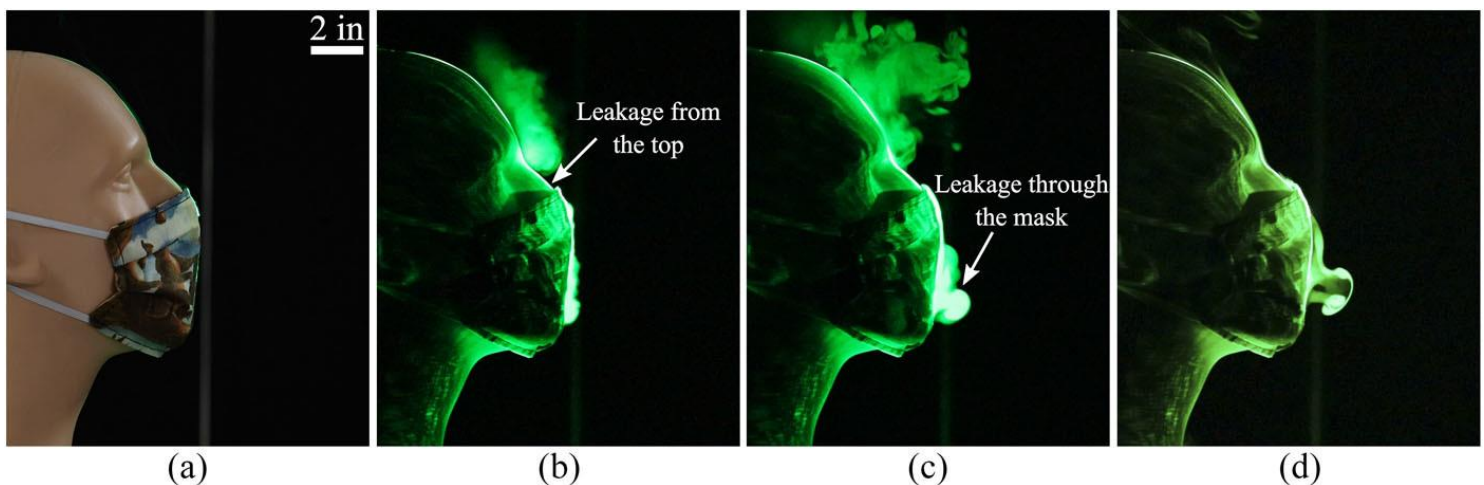 2 in
Leakage from
the top
Leakage through
the mask
(a)
(b)
(c)
(d)